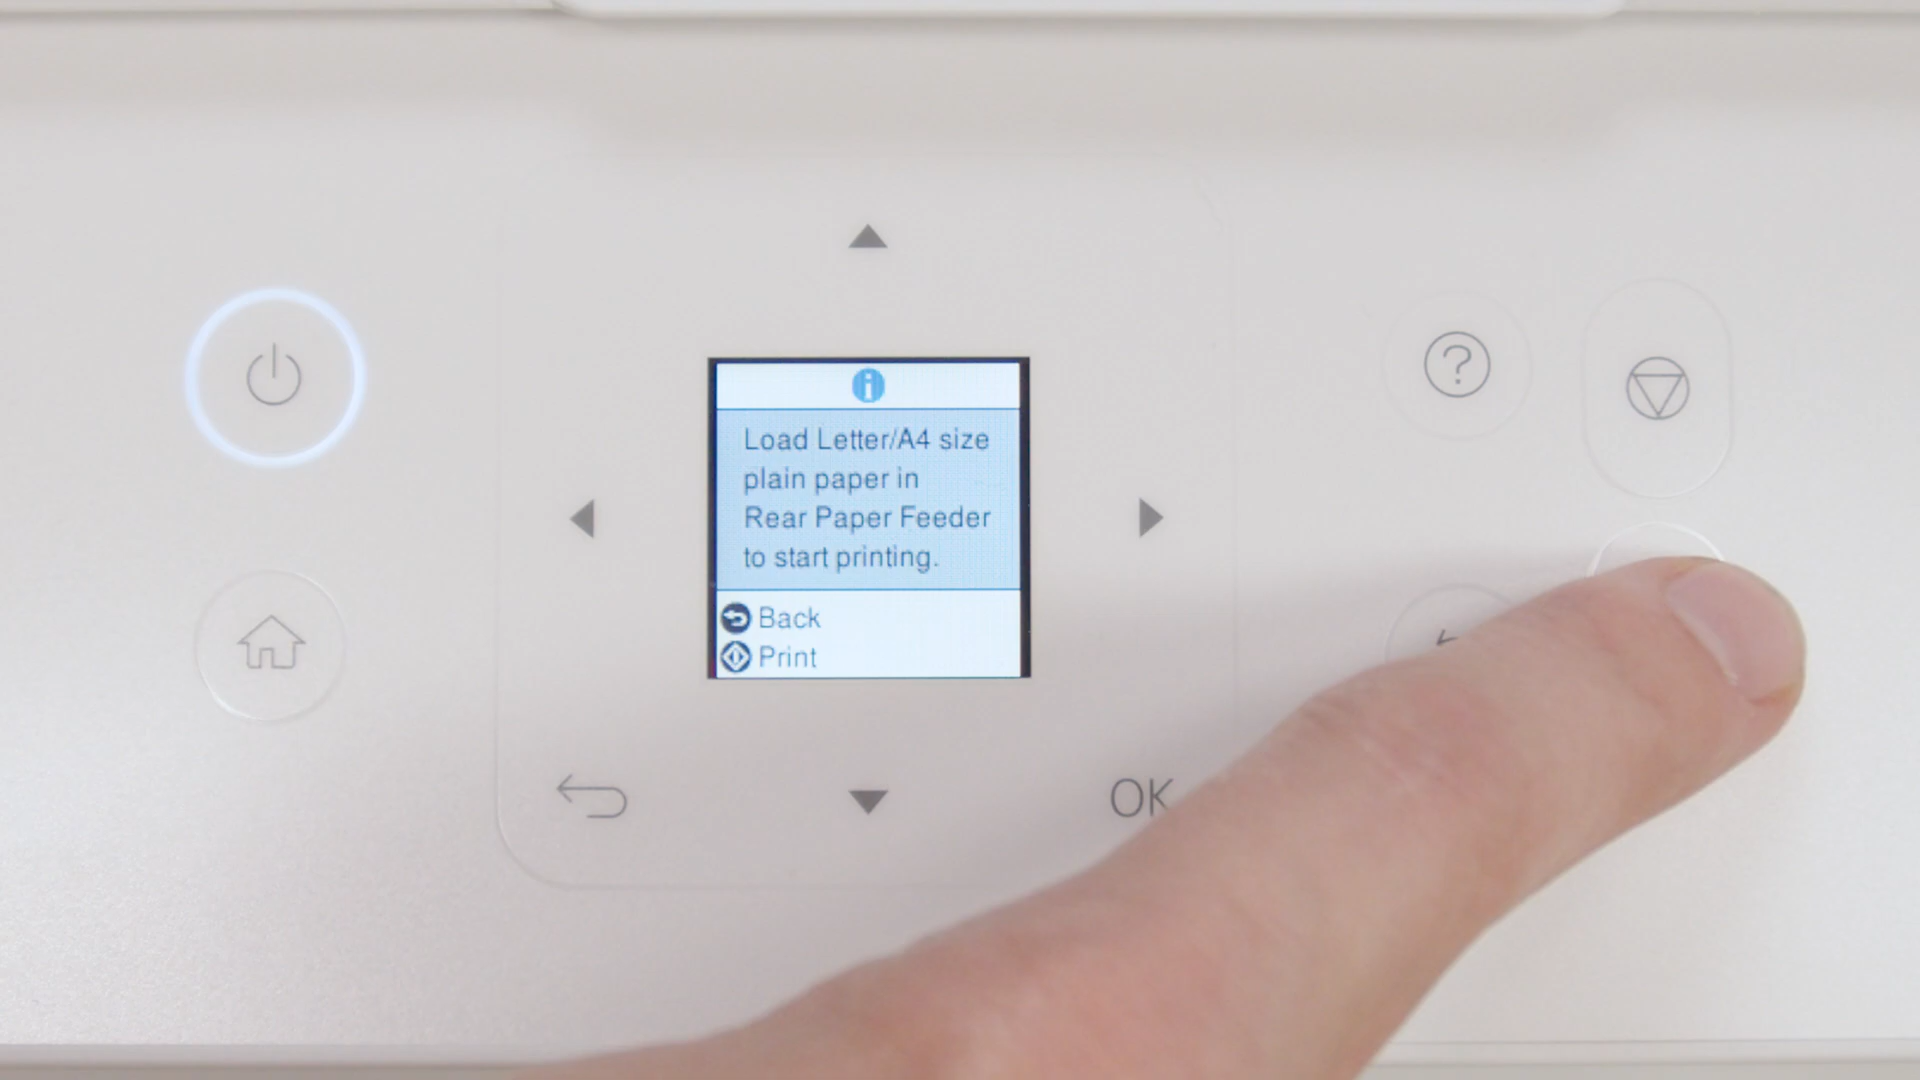 Load Letter/A4 size
plain paper in
Rear Paper Feeder
to start printing.
Back
Print
?
OK